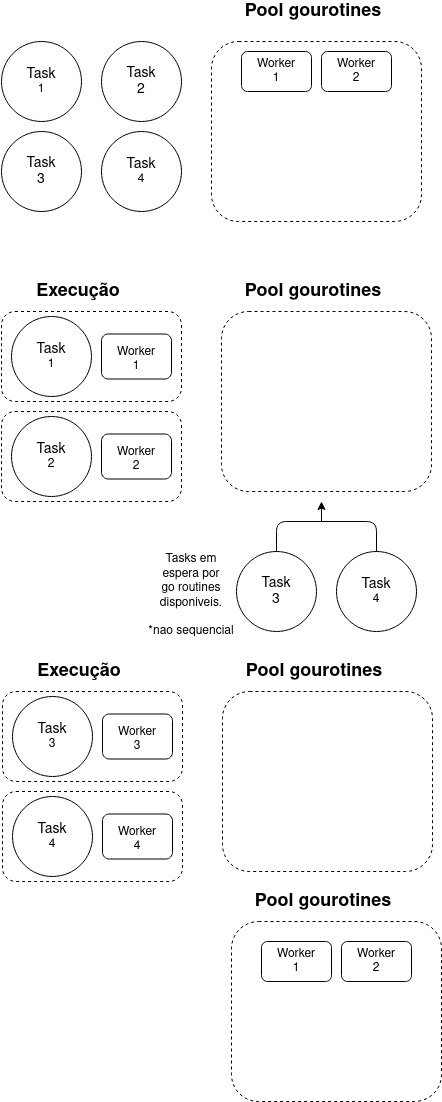 Pool gourotines
Task
1
Task
2
Worker
1
Worker
2
Task
3
Task
4
Execução
Pool gourotines
Task
1
Worker
1
Task
2
Worker
2
Tasks em
espera por
go routines
disponiveis.
*nao sequencial
Task
3
Task
4
Execução
Pool gourotines
Task
3
Worker
3
Task
4
Worker
4
Pool gourotines
Worker
1
Worker
2